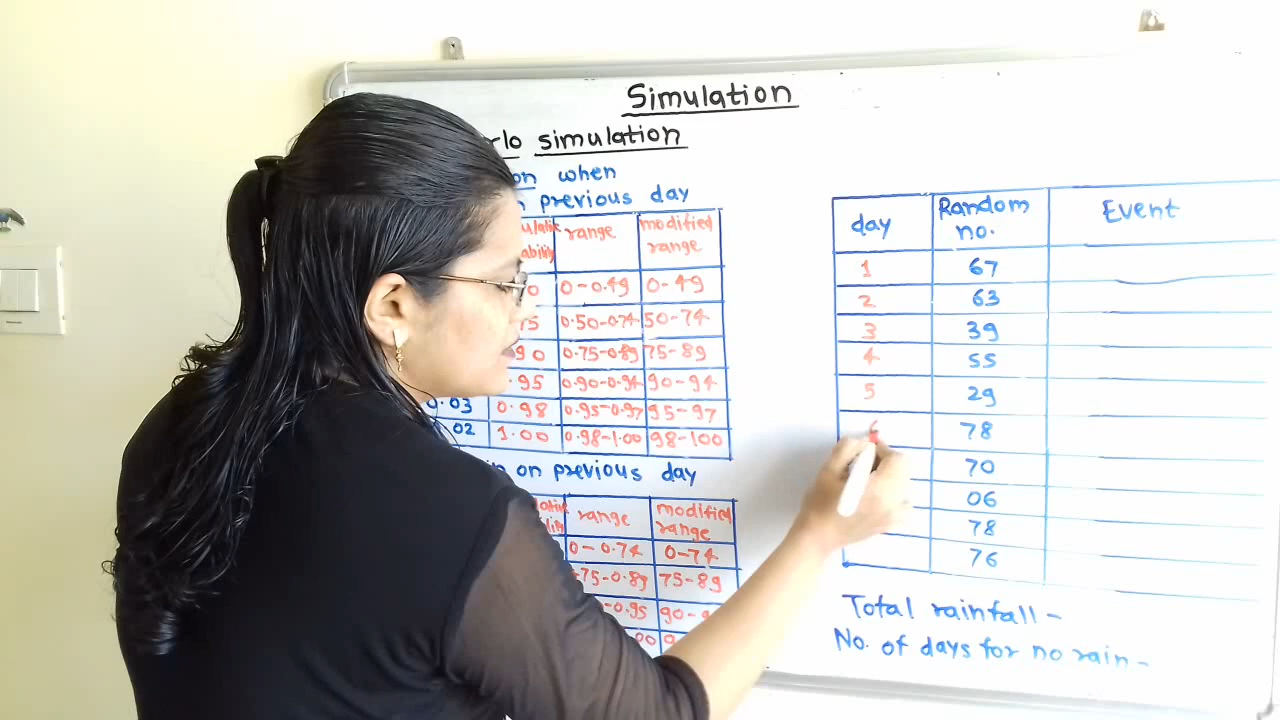 Simulation
simulation
when
previous day
range modified range
0-0.49 0-49
0.50-0.74 50-74
90 0.75-0.89 75-89
.95 0.90-0.94 90-94
0.03 0.98 0.95-0.97 95-97
02 1.00 0.98-1.00 98-100
on previous day
range modified range
0-0.74 0-74
75-0.89 75-89
-0.95
day Random no. Event
1 67
2 63
3 39
4 55
5 29
78
70
06
78
76
Total rainfall-
No. of days for no rain-